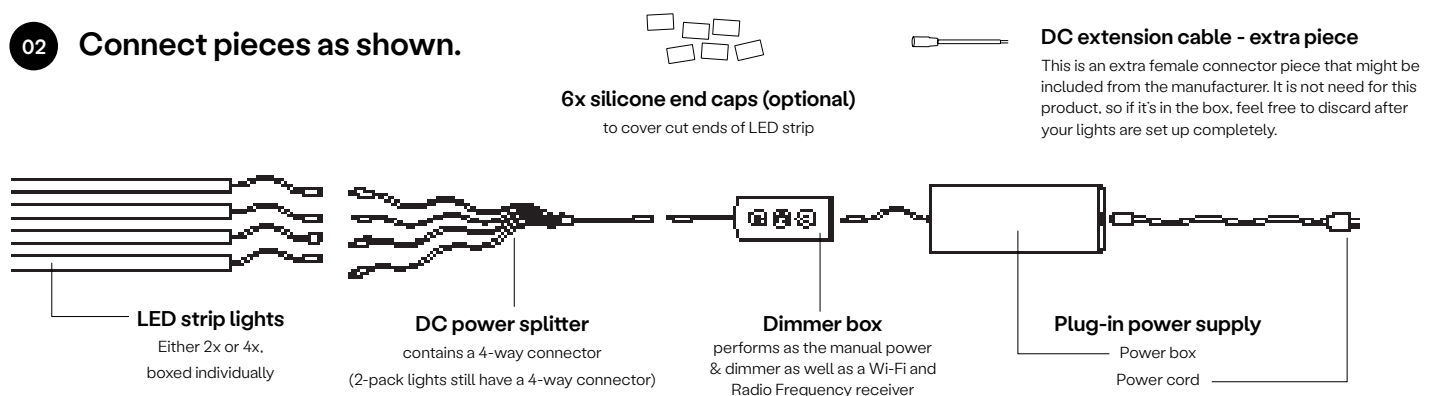 02
Connect pieces as shown.
6x silicone end caps (optional)
to cover cut ends of LED strip
DC extension cable - extra piece
This is an extra female connector piece that might be
included from the manufacturer. It is not need for this
product, so if it's in the box, feel free to discard after
your lights are set up completely.
LED strip lights
Either 2x or 4x,
boxed individually
DC power splitter
contains a 4-way connector
(2-pack lights still have a 4-way connector)
Dimmer box
performs as the manual power
& dimmer as well as a Wi-Fi and
Radio Frequency receiver
Plug-in power supply
Power box
Power cord